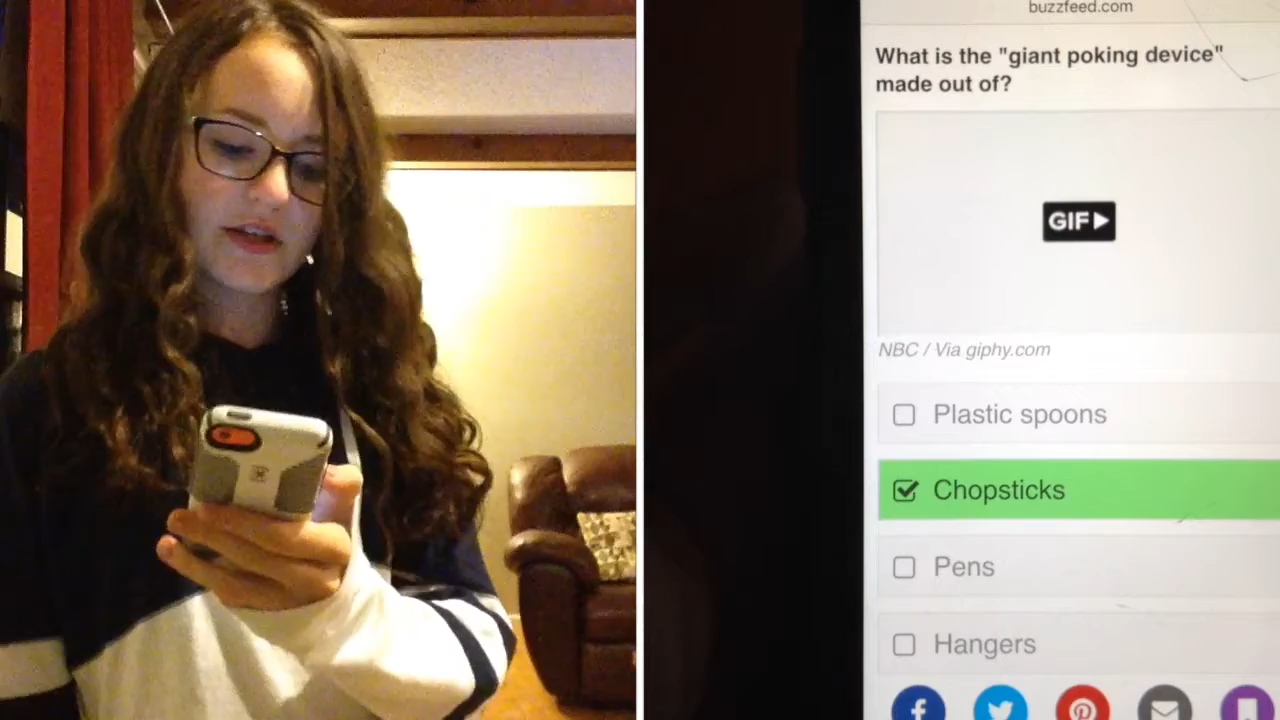 buzzfeed.com
What is the "giant poking device"
made out of?
GIF
NBC / Via giphy.com
Plastic spoons
Chopsticks
Pens
Hangers